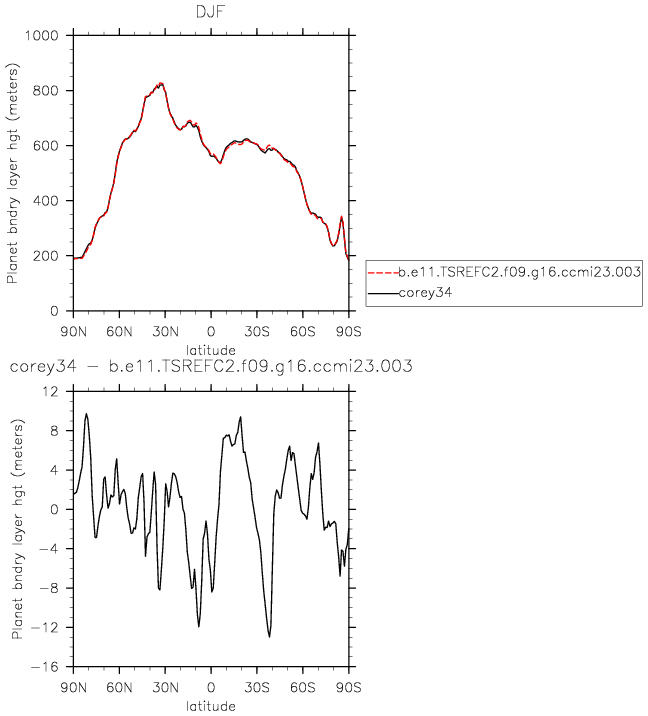 DJF
Planet bndry layer hgt (meters)
1000
800
600
400
200
0
90N 60N 30N 0 30S 60S 90S
latitude
b.e11.TSREFC2.f09.g16.ccmi23.003
corey34
corey34 − b.e11.TSREFC2.f09.g16.ccmi23.003
Planet bndry layer hgt (meters)
12
8
4
0
−4
−8
−12
−16
90N 60N 30N 0 30S 60S 90S
latitude